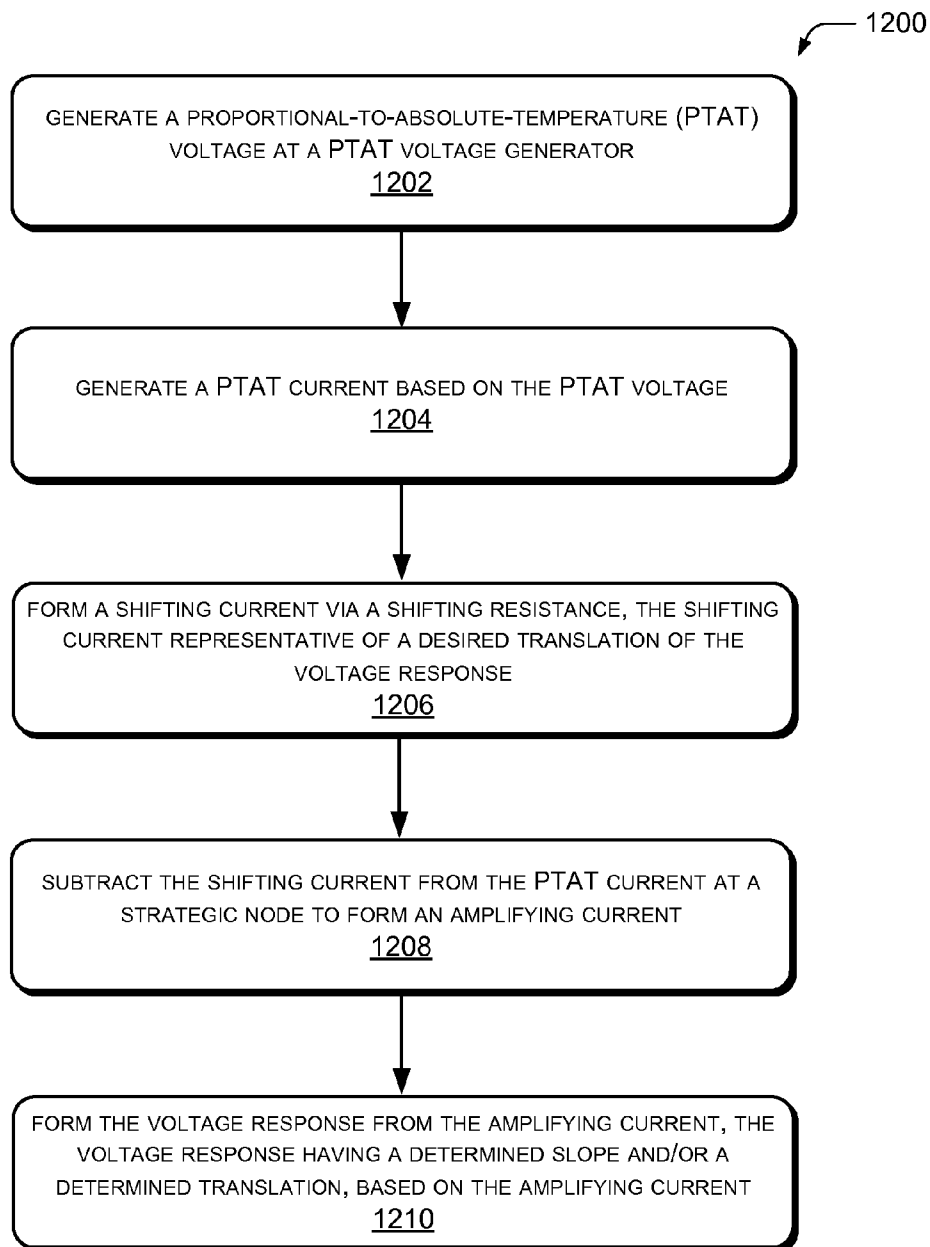 1200
GENERATE A PROPORTIONAL-TO-ABSOLUTE-TEMPERATURE (PTAT)
VOLTAGE AT A PTAT VOLTAGE GENERATOR
1202
GENERATE A PTAT CURRENT BASED ON THE PTAT VOLTAGE
1204
FORM A SHIFTING CURRENT VIA A SHIFTING RESISTANCE, THE SHIFTING
CURRENT REPRESENTATIVE OF A DESIRED TRANSLATION OF THE
VOLTAGE RESPONSE
1206
SUBTRACT THE SHIFTING CURRENT FROM THE PTAT CURRENT AT A
STRATEGIC NODE TO FORM AN AMPLIFYING CURRENT
1208
FORM THE VOLTAGE RESPONSE FROM THE AMPLIFYING CURRENT, THE
VOLTAGE RESPONSE HAVING A DETERMINED SLOPE AND/OR A
DETERMINED TRANSLATION, BASED ON THE AMPLIFYING CURRENT
1210